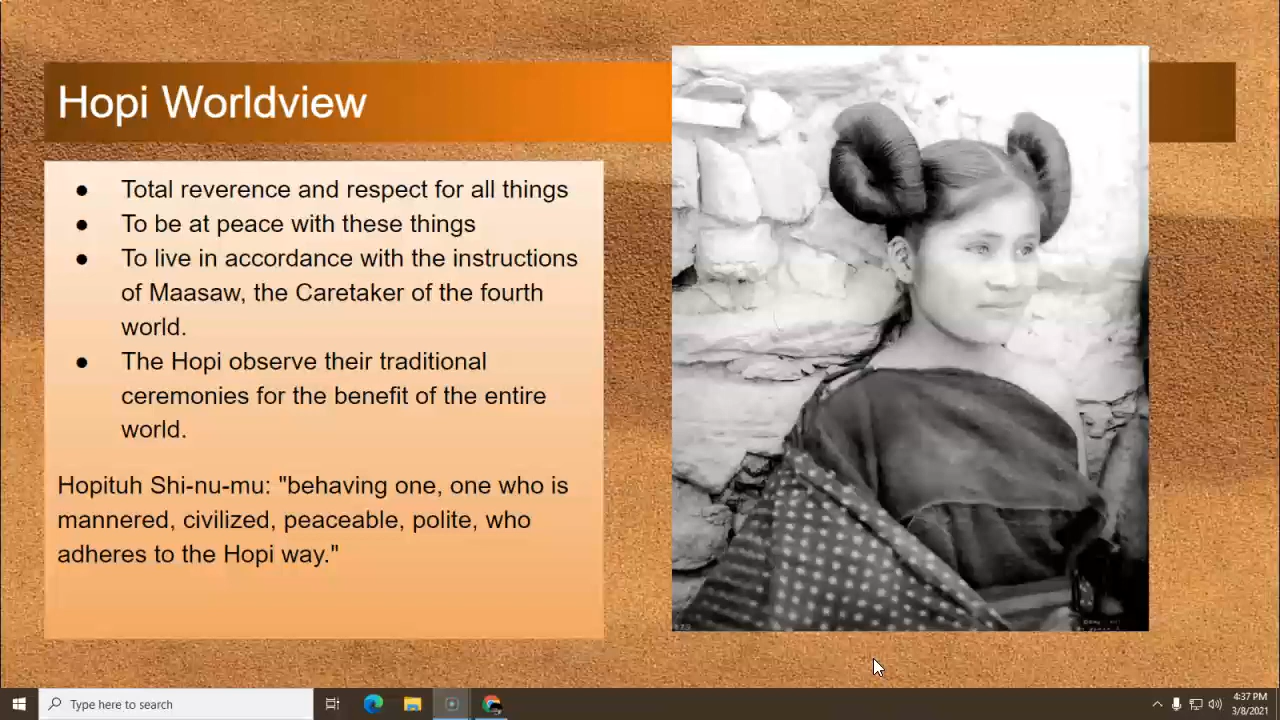 Hopi Worldview
● Total reverence and respect for all things
● To be at peace with these things
● To live in accordance with the instructions
of Maasaw, the Caretaker of the fourth
world.
● The Hopi observe their traditional
ceremonies for the benefit of the entire
world.
Hopituh Shi-nu-mu: "behaving one, one who is
mannered, civilized, peaceable, polite, who
adheres to the Hopi way."
Type here to search
4:37 PM
3/8/2021